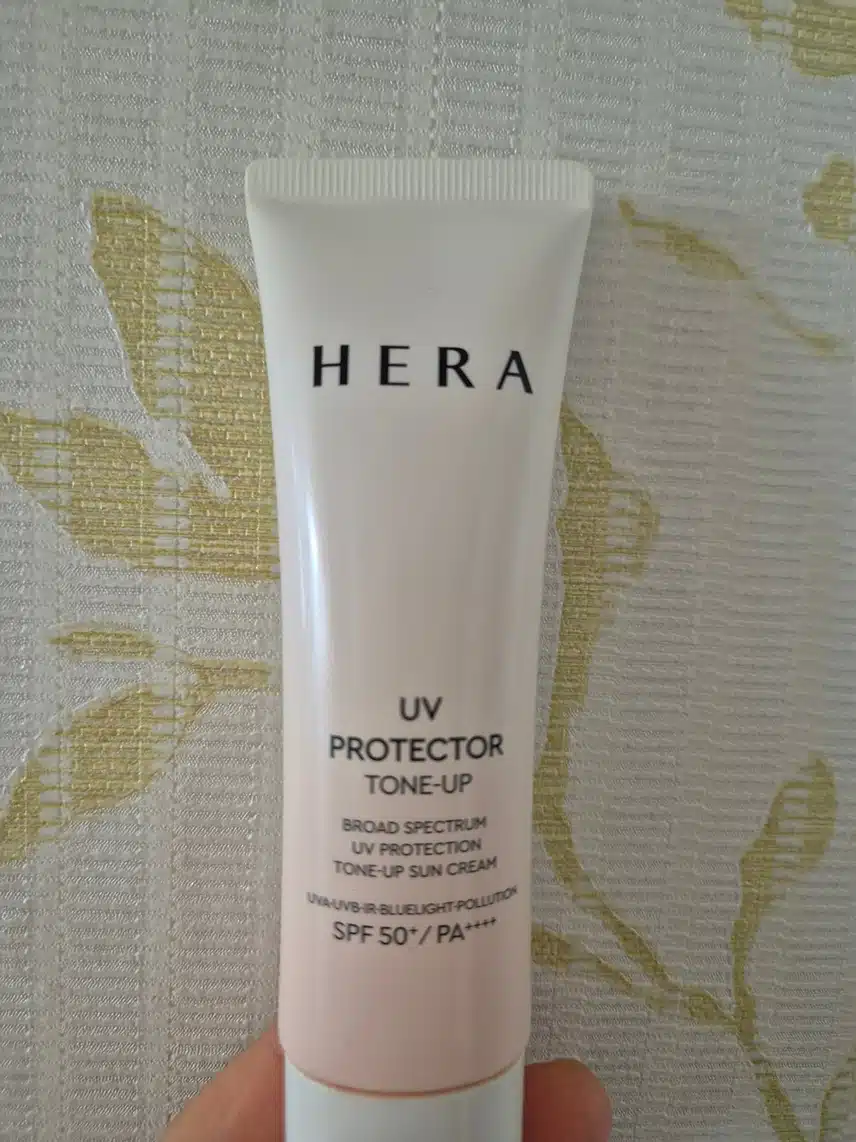 HERA
UV
PROTECTOR
TONE-UP
BROAD SPECTRUM
UV PROTECTION
TONE-UP SUN CREAM
UVA·UVB·IR·BLUELIGHT·POLLUTION
SPF 50⁺/PA⁺⁺⁺⁺